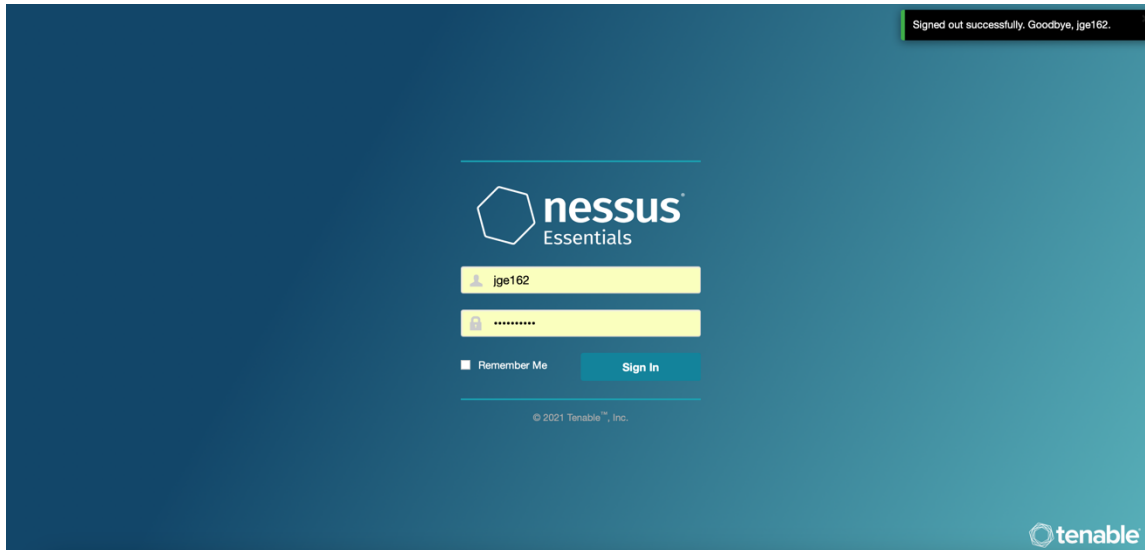 Signed out successfully. Goodbye, jge162.
nessus®
Essentials
jge162
••••••••••
Remember Me
Sign In
© 2021 Tenable™, Inc.
tenable